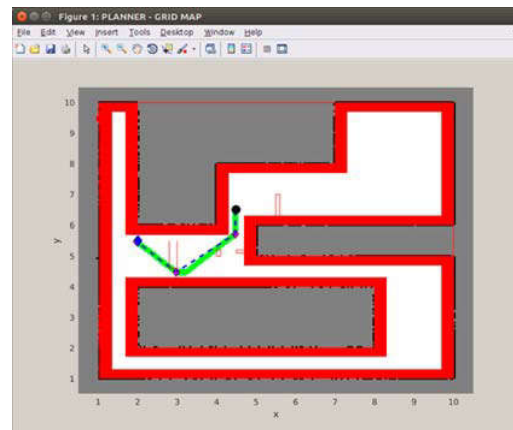 Figure 1: PLANNER - GRID MAP
File Edit View Insert Tools Desktop Window Help
10
9
8
7
6
5
4
3
2
1
y
1 2 3 4 5 6 7 8 9 10
x